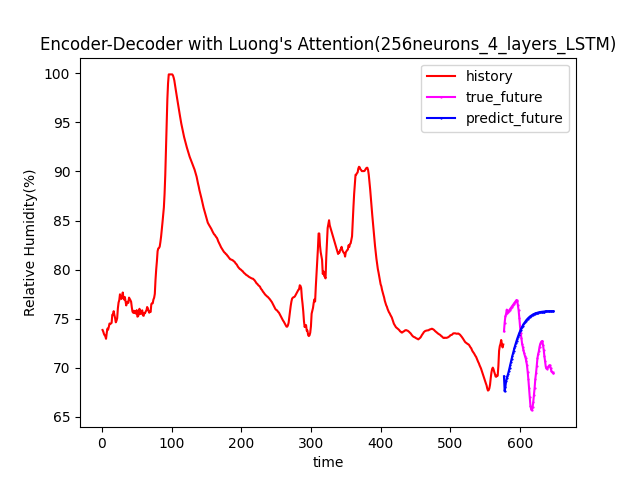 Encoder-Decoder with Luong's Attention(256neurons_4_layers_LSTM)
history
true_future
predict_future
Relative Humidity(%)
100
95
90
85
80
75
70
65
0
100
200
300
400
500
600
time